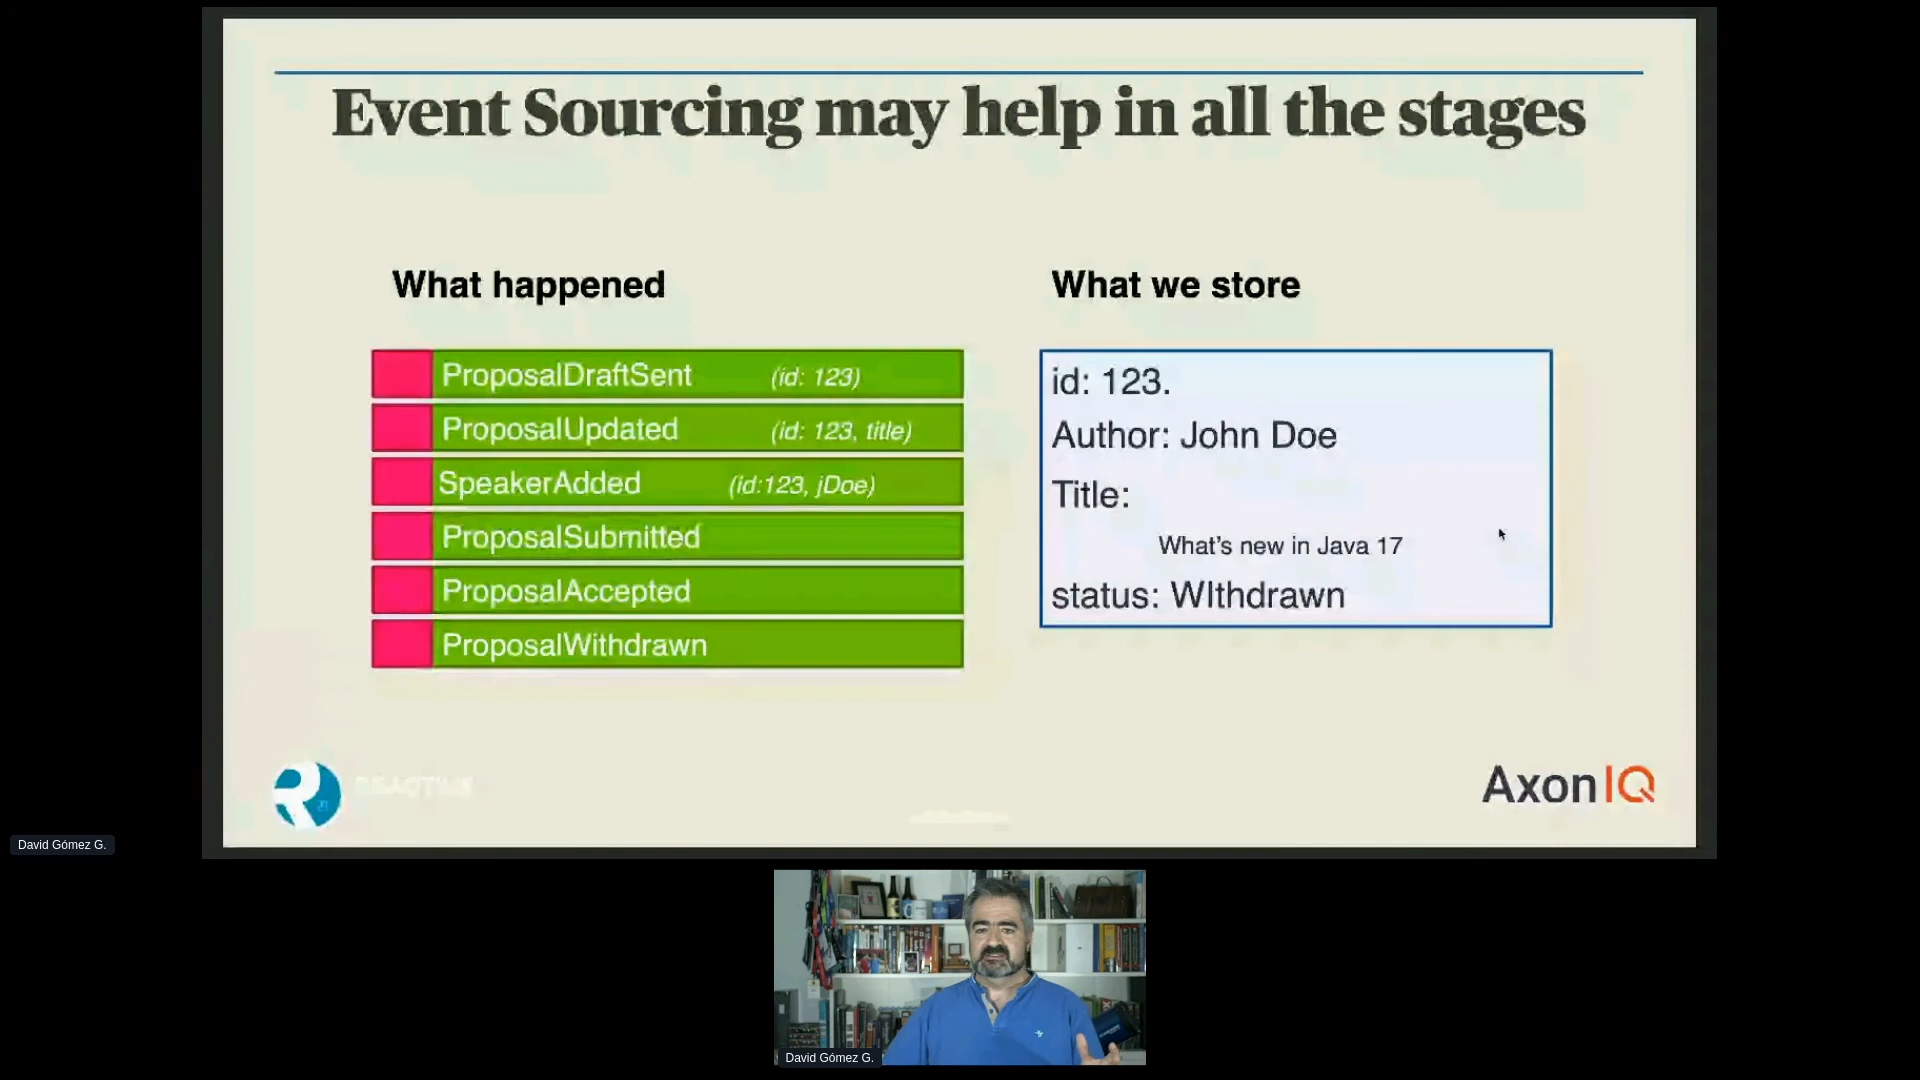 Event Sourcing may help in all the stages
What happened
ProposalDraftSent (id: 123)
ProposalUpdated (id: 123, title)
SpeakerAdded (id:123, jDoe)
ProposalSubmitted
ProposalAccepted
ProposalWithdrawn
What we store
id: 123.
Author: John Doe
Title:
What's new in Java 17
status: WIthdrawn
REACTIVE
AxonIQ
David Gómez G.
David Gómez G.